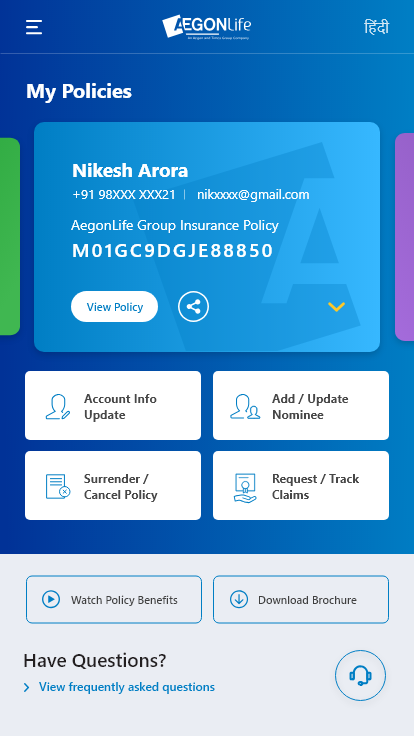 AEGONLife
An Aegon and Times Group Company
हिंदी
My Policies
Nikesh Arora
+91 98XXX XXX21 | nikxxxx@gmail.com
AegonLife Group Insurance Policy
M01GC9DGJE88850
View Policy
Account Info
Update
Add / Update
Nominee
Surrender /
Cancel Policy
Request / Track
Claims
Watch Policy Benefits
Download Brochure
Have Questions?
View frequently asked questions